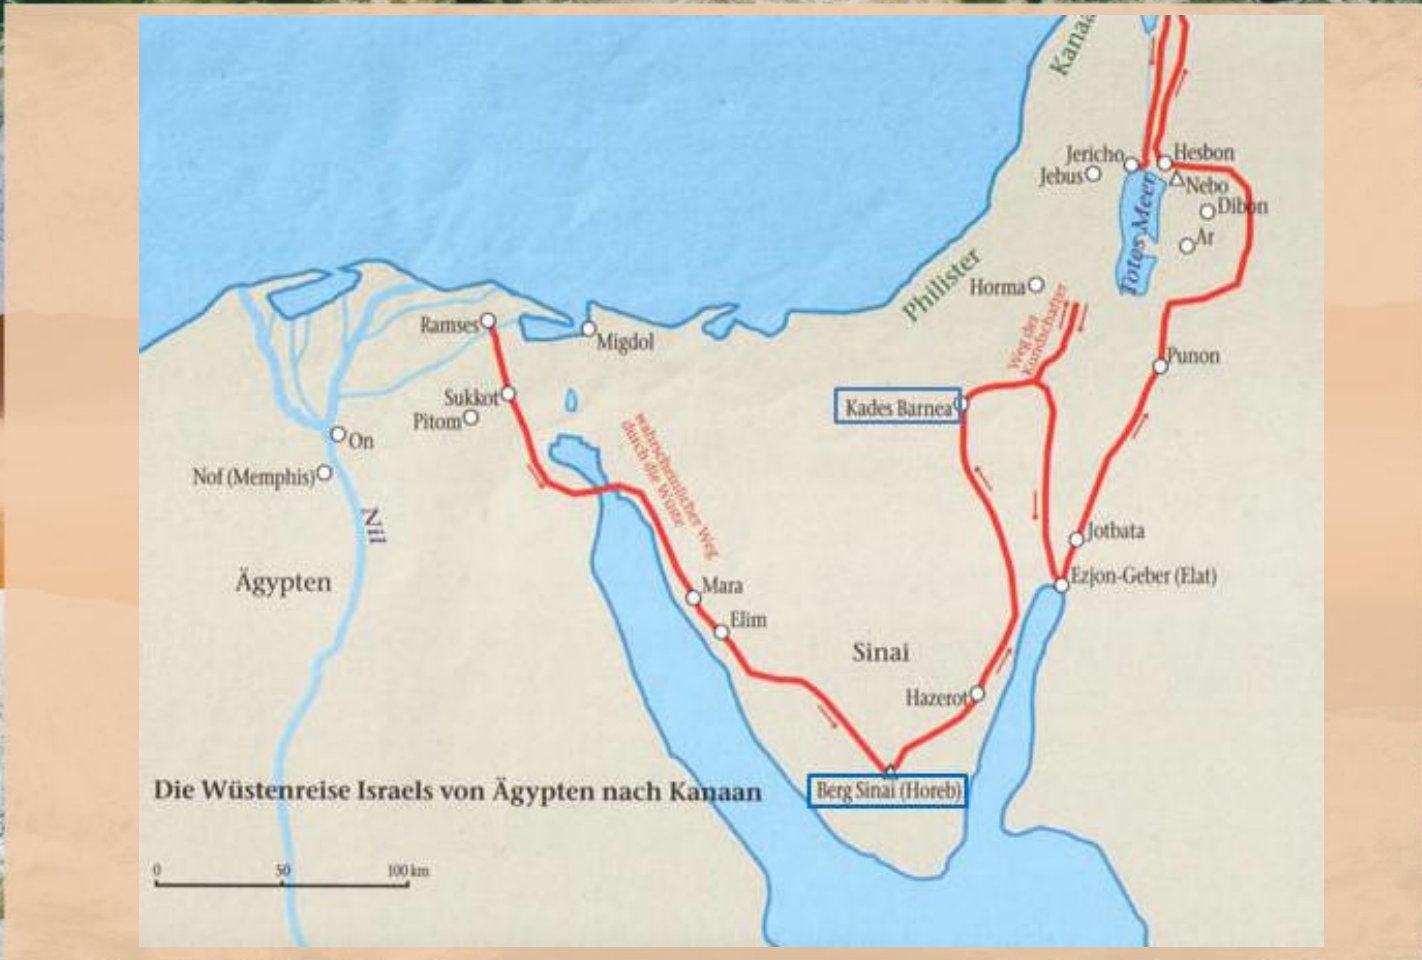 Kanaa
Jericho
Hesbon
Jebus
Nebo
Dibon
Totes Meer
Ar
Philister
Horma
Weg der
Kundschafter
Ramses
Migdol
Punon
Sukkot
Kades Barnea
Pitom
On
wahrscheinlicher Weg
durch die Wüste
Nof (Memphis)
Nil
Jotbata
Ägypten
Ezjon-Geber (Elat)
Mara
Elim
Sinai
Hazerot
Die Wüstenreise Israels von Ägypten nach Kanaan
Berg Sinai (Horeb)
0 50 100 km